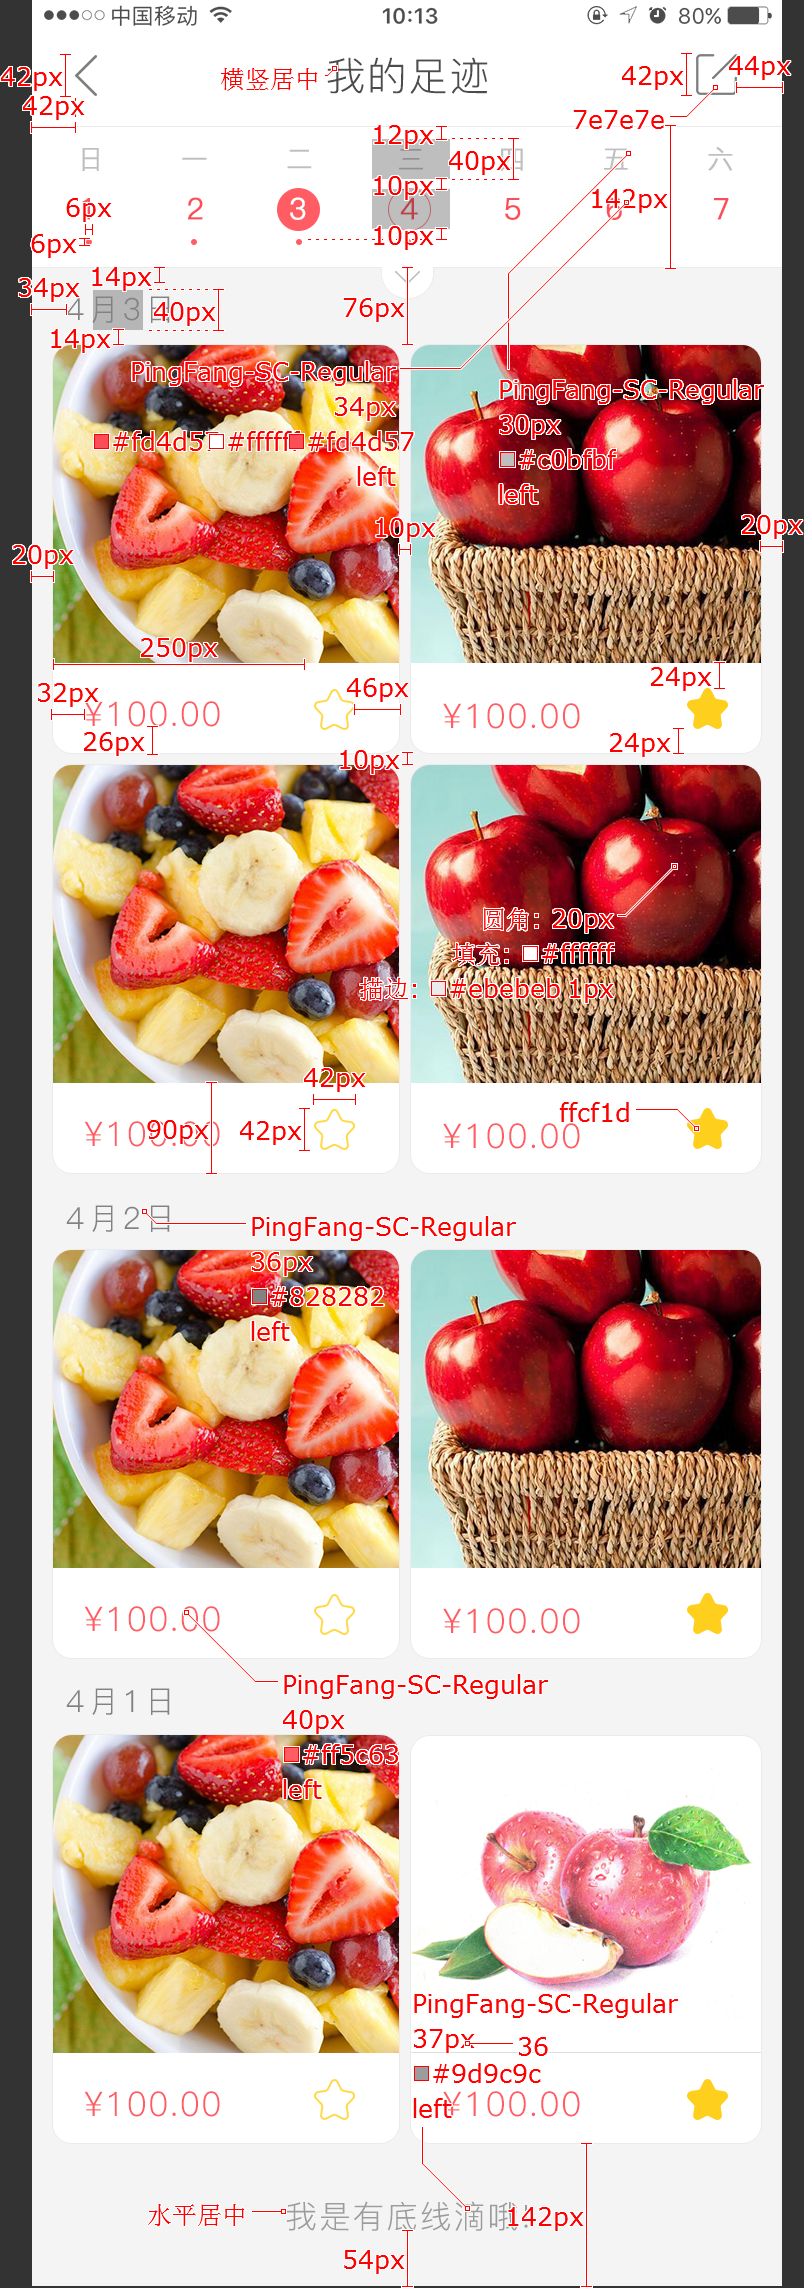 中国移动 10:13 80%
42px 横竖居中 我的足迹 42px 44px
42px 7e7e7e
12px
日 一 二 三 40px 四 五 六
10px 142px
6px 1 2 3 4 5 6 7
6px 10px
14px
34px 4月3日 40px 76px
14px
PingFang-SC-Regular
34px
#fd4d57 #ffffff #fd4d57
left
PingFang-SC-Regular
30px
#c0bfbf
left
10px 20px
20px
250px
24px
32px ¥100.00 46px ¥100.00
26px 24px
10px
圆角: 20px
填充: #ffffff
描边: #ebebeb 1px
42px
¥100.00 90px 42px ffcf1d ¥100.00
4月2日 PingFang-SC-Regular
36px
#828282
left
¥100.00 ¥100.00
PingFang-SC-Regular
4月1日 40px
#ff5c63
left
PingFang-SC-Regular
37px 36
#9d9c9c
left
¥100.00 ¥100.00
水平居中 我是有底线滴哦! 142px
54px